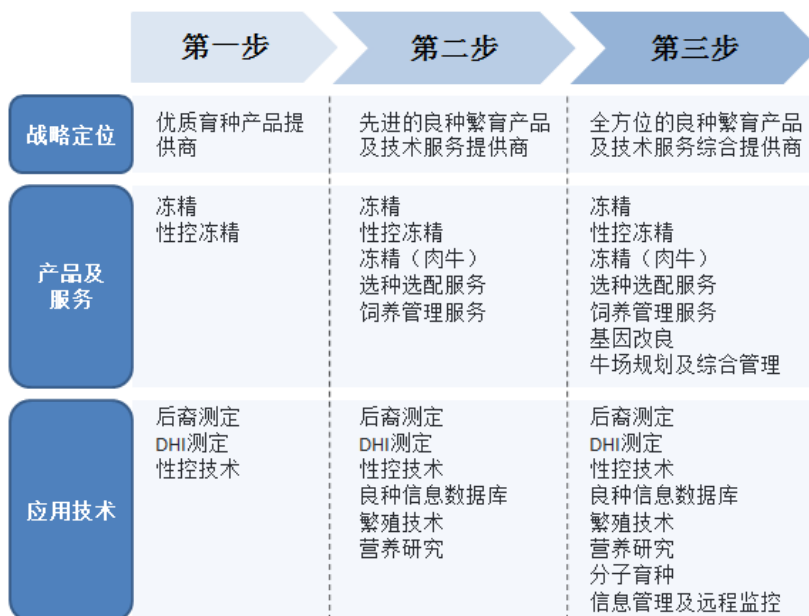 第一步
第二步
第三步
战略定位
优质育种产品提
供商
先进的良种繁育产品
及技术服务提供商
全方位的良种繁育产品
及技术服务综合提供商
产品及
服务
冻精
性控冻精
冻精
性控冻精
冻精（肉牛）
选种选配服务
饲养管理服务
冻精
性控冻精
冻精（肉牛）
选种选配服务
饲养管理服务
基因改良
牛场规划及综合管理
应用技术
后裔测定
DHI测定
性控技术
后裔测定
DHI测定
性控技术
良种信息数据库
繁殖技术
营养研究
后裔测定
DHI测定
性控技术
良种信息数据库
繁殖技术
营养研究
分子育种
信息管理及远程监控